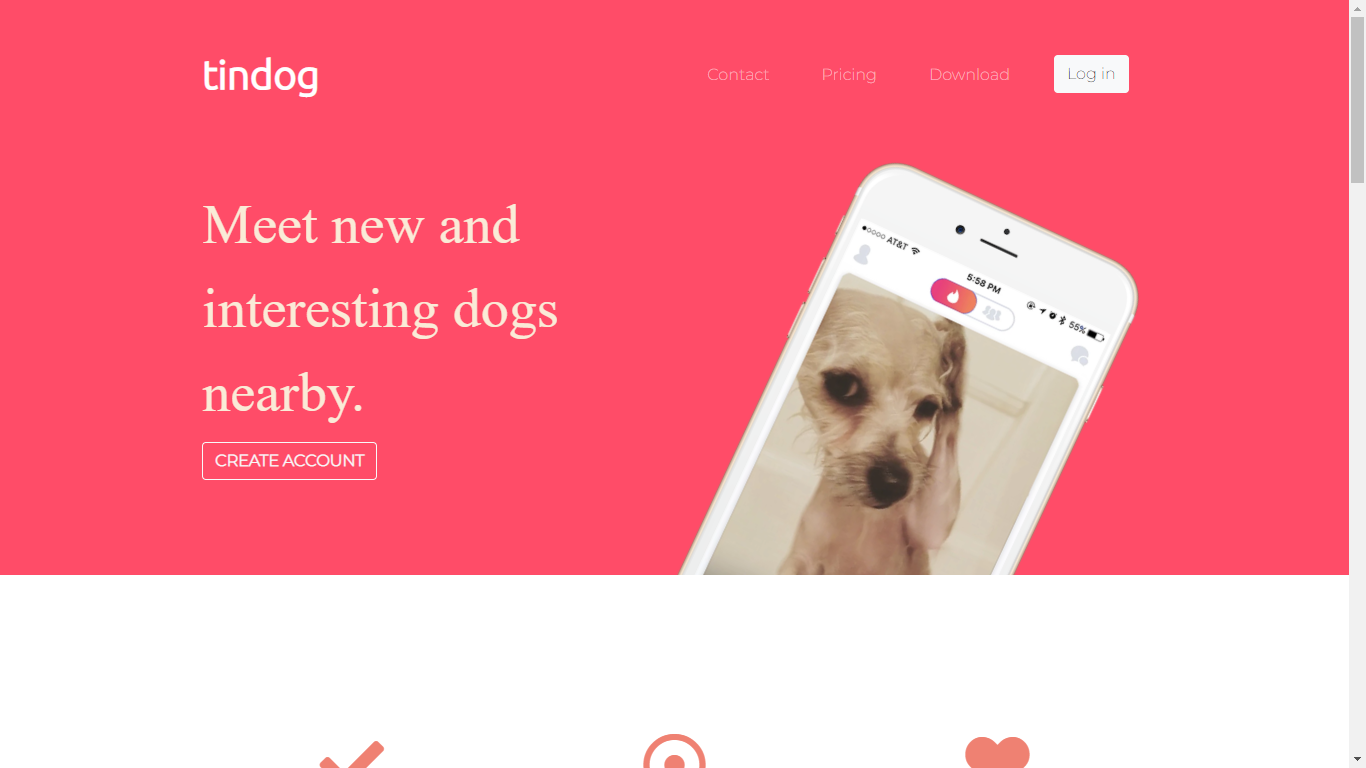 tindog
Contact Pricing Download Log in
Meet new and
interesting dogs
nearby.
CREATE ACCOUNT
AT&T
5:58 PM
55%